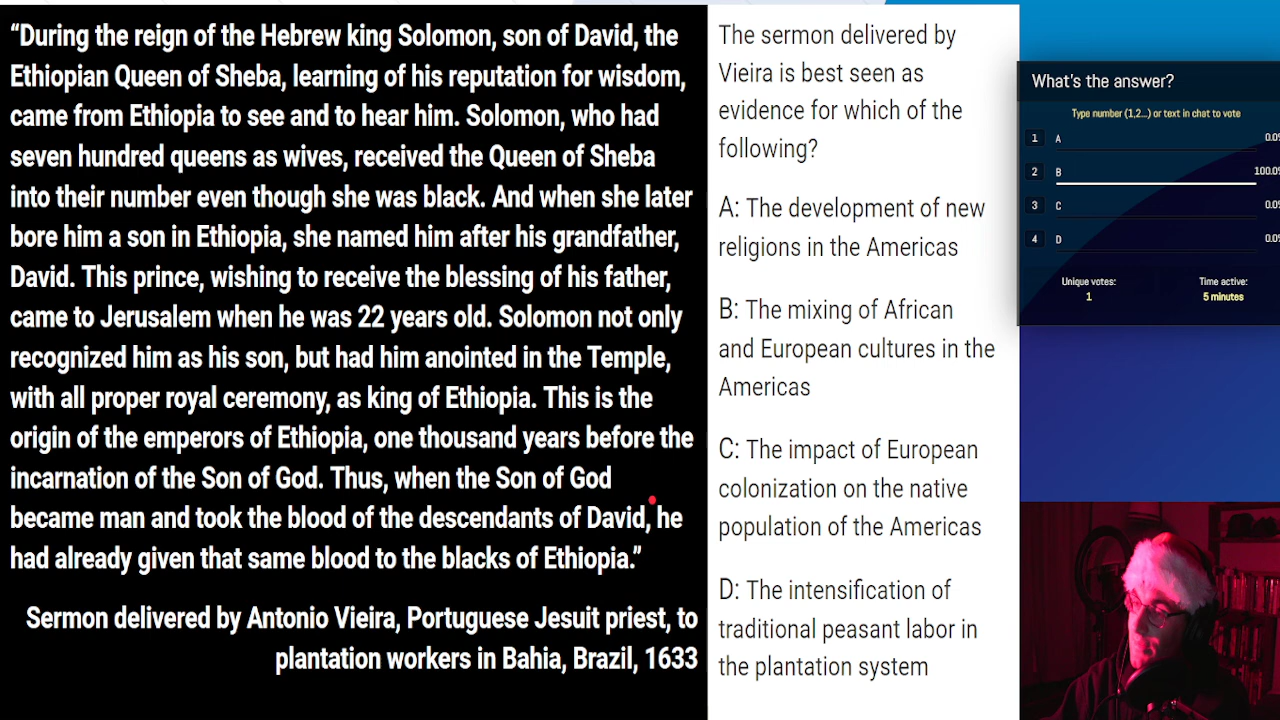 “During the reign of the Hebrew king Solomon, son of David, the
Ethiopian Queen of Sheba, learning of his reputation for wisdom,
came from Ethiopia to see and to hear him. Solomon, who had
seven hundred queens as wives, received the Queen of Sheba
into their number even though she was black. And when she later
bore him a son in Ethiopia, she named him after his grandfather,
David. This prince, wishing to receive the blessing of his father,
came to Jerusalem when he was 22 years old. Solomon not only
recognized him as his son, but had him anointed in the Temple,
with all proper royal ceremony, as king of Ethiopia. This is the
origin of the emperors of Ethiopia, one thousand years before the
incarnation of the Son of God. Thus, when the Son of God
became man and took the blood of the descendants of David, he
had already given that same blood to the blacks of Ethiopia.”
Sermon delivered by Antonio Vieira, Portuguese Jesuit priest, to
plantation workers in Bahia, Brazil, 1633
The sermon delivered by
Vieira is best seen as
evidence for which of the
following?
A: The development of new
religions in the Americas
B: The mixing of African
and European cultures in the
Americas
C: The impact of European
colonization on the native
population of the Americas
D: The intensification of
traditional peasant labor in
the plantation system
What's the answer?
Type number (1,2...) or text in chat to vote
1 A 0.0%
2 B 100.0%
3 C 0.0%
4 D 0.0%
Unique votes: Time active:
1 5 minutes